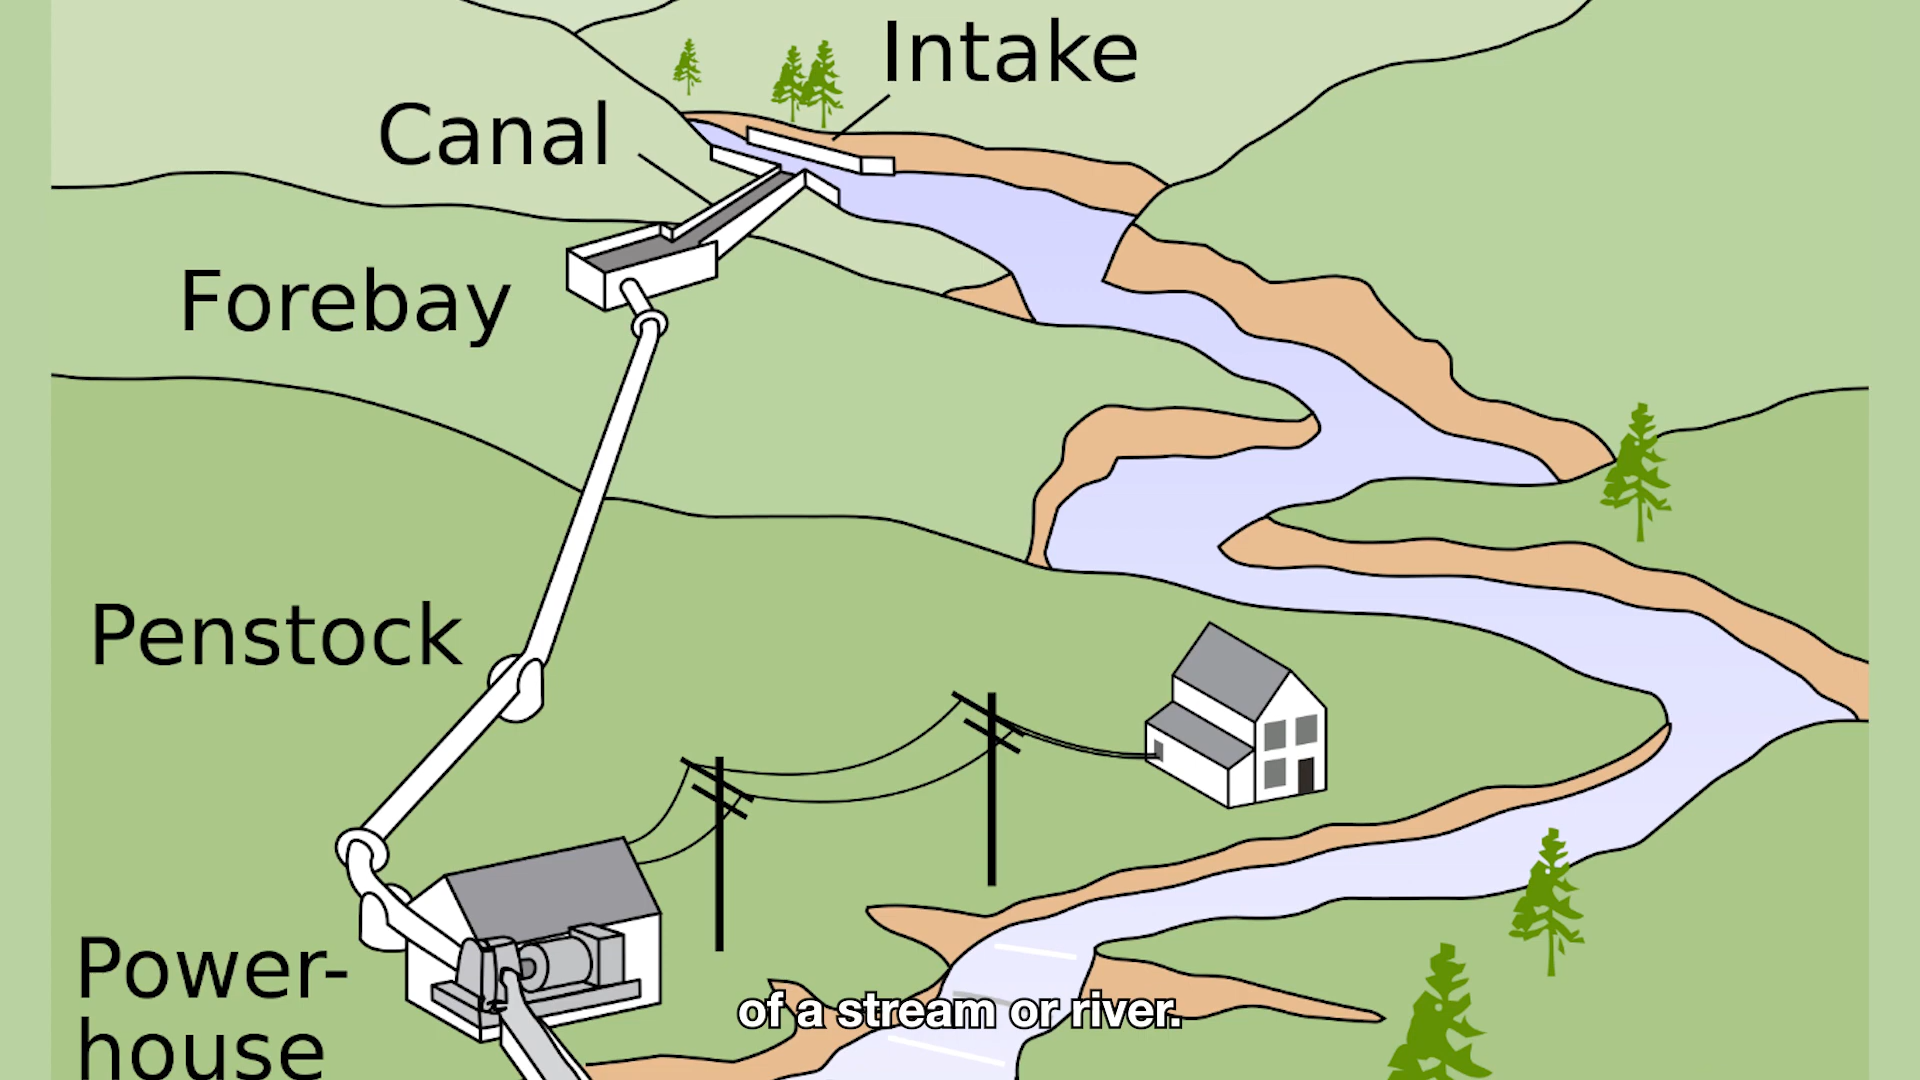 Intake
Canal
Forebay
Penstock
Power-
house
of a stream or river.